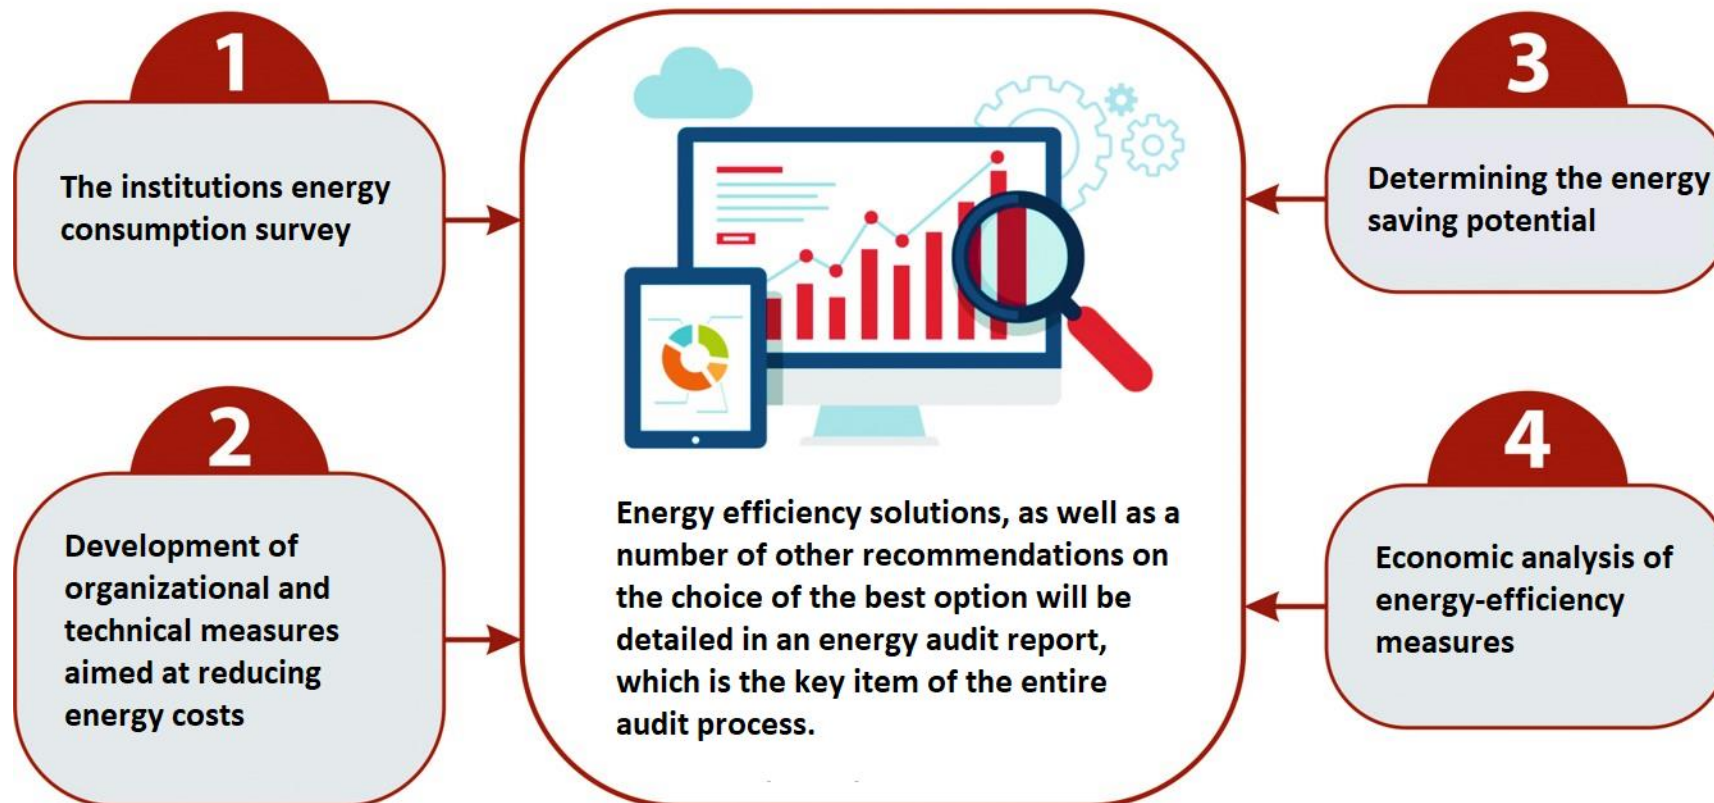 1
The institutions energy
consumption survey
2
Development of
organizational and
technical measures
aimed at reducing
energy costs
Energy efficiency solutions, as well as a
number of other recommendations on
the choice of the best option will be
detailed in an energy audit report,
which is the key item of the entire
audit process.
3
Determining the energy
saving potential
4
Economic analysis of
energy-efficiency
measures